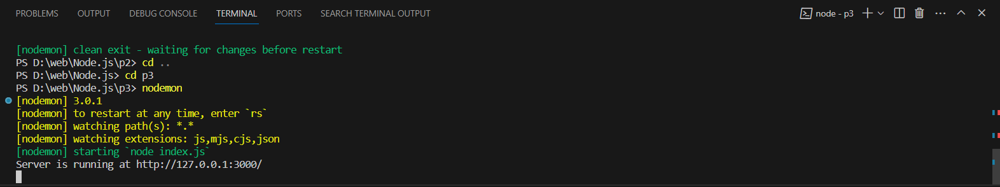 PROBLEMS OUTPUT DEBUG CONSOLE TERMINAL PORTS SEARCH TERMINAL OUTPUT node - p3
[nodemon] clean exit - waiting for changes before restart
PS D:\web\Node.js\p2> cd ..
PS D:\web\Node.js> cd p3
PS D:\web\Node.js\p3> nodemon
[nodemon] 3.0.1
[nodemon] to restart at any time, enter `rs`
[nodemon] watching path(s): *.*
[nodemon] watching extensions: js,mjs,cjs,json
[nodemon] starting `node index.js`
Server is running at http://127.0.0.1:3000/